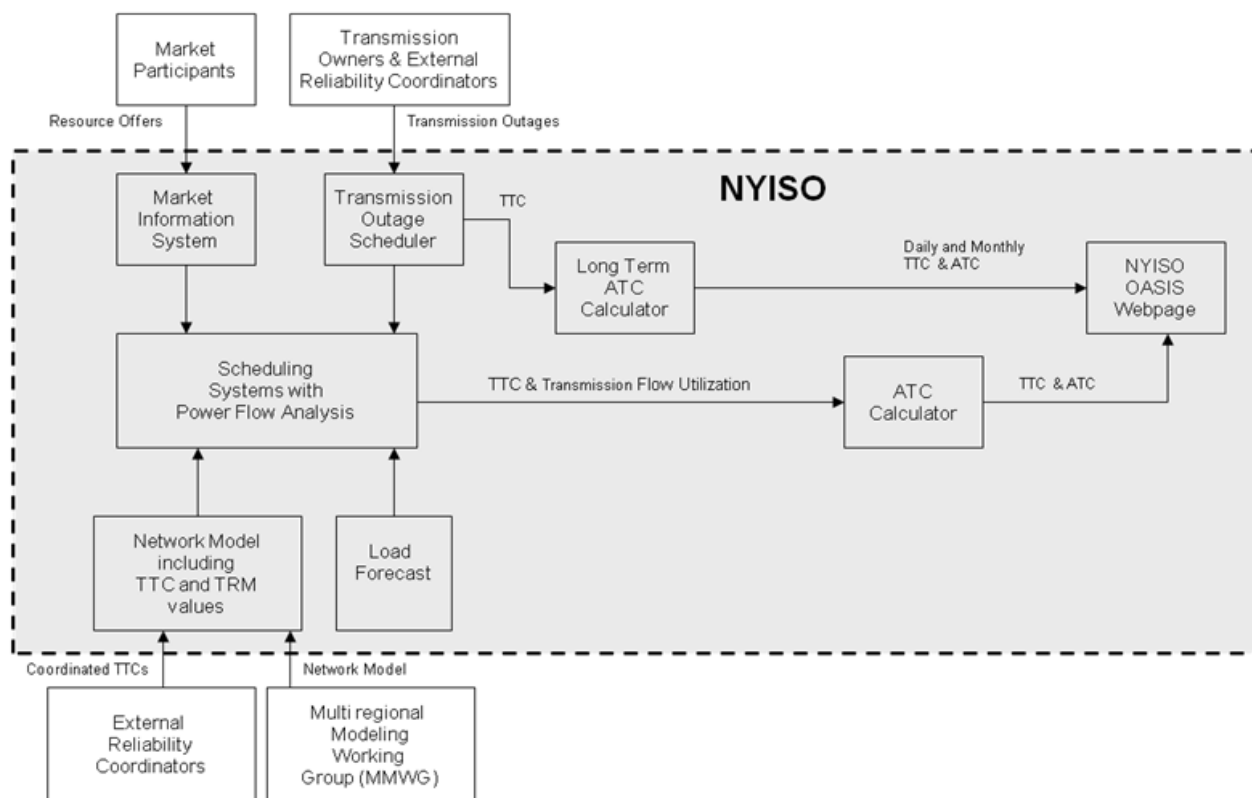 Market
Participants
Transmission
Owners & External
Reliability Coordinators
Resource Offers
Transmission Outages
NYISO
Market
Information
System
Transmission
Outage
Scheduler
TTC
Long Term
ATC
Calculator
Daily and Monthly
TTC & ATC
NYISO
OASIS
Webpage
Scheduling
Systems with
Power Flow Analysis
TTC & Transmission Flow Utilization
ATC
Calculator
TTC & ATC
Network Model
including
TTC and TRM
values
Load
Forecast
Coordinated TTCs
Network Model
External
Reliability
Coordinators
Multi regional
Modeling
Working
Group (MMWG)